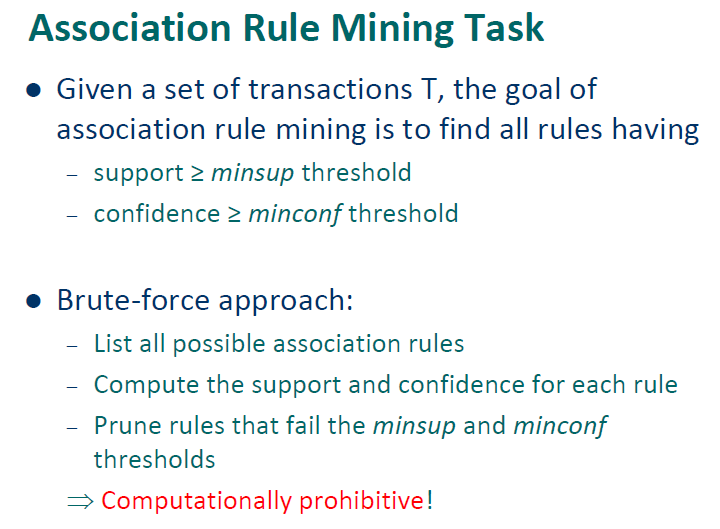 Association Rule Mining Task
● Given a set of transactions T, the goal of
association rule mining is to find all rules having
– support ≥ minsup threshold
– confidence ≥ minconf threshold
● Brute-force approach:
– List all possible association rules
– Compute the support and confidence for each rule
– Prune rules that fail the minsup and minconf
thresholds
⇒ Computationally prohibitive!